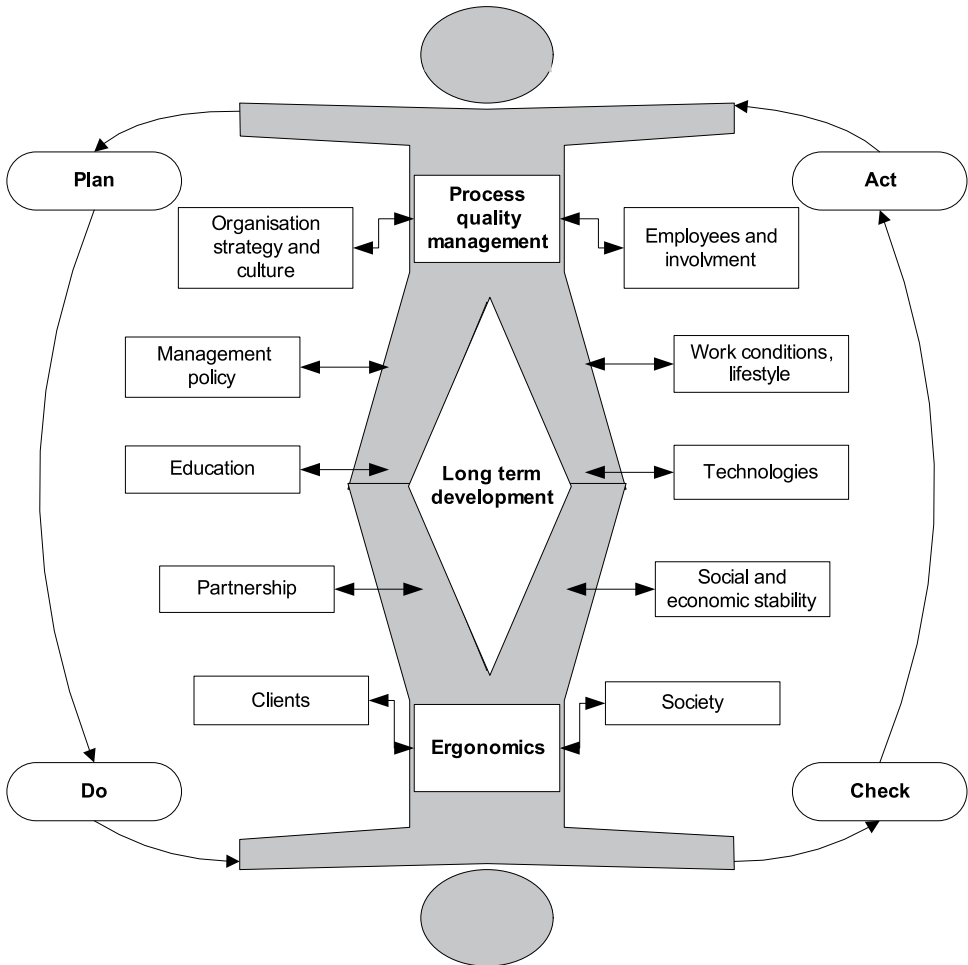 Plan
Act
Process
quality
management
Organisation
strategy and
culture
Employees and
involvment
Management
policy
Work conditions,
lifestyle
Education
Long term
development
Technologies
Partnership
Social and
economic stability
Clients
Society
Ergonomics
Do
Check